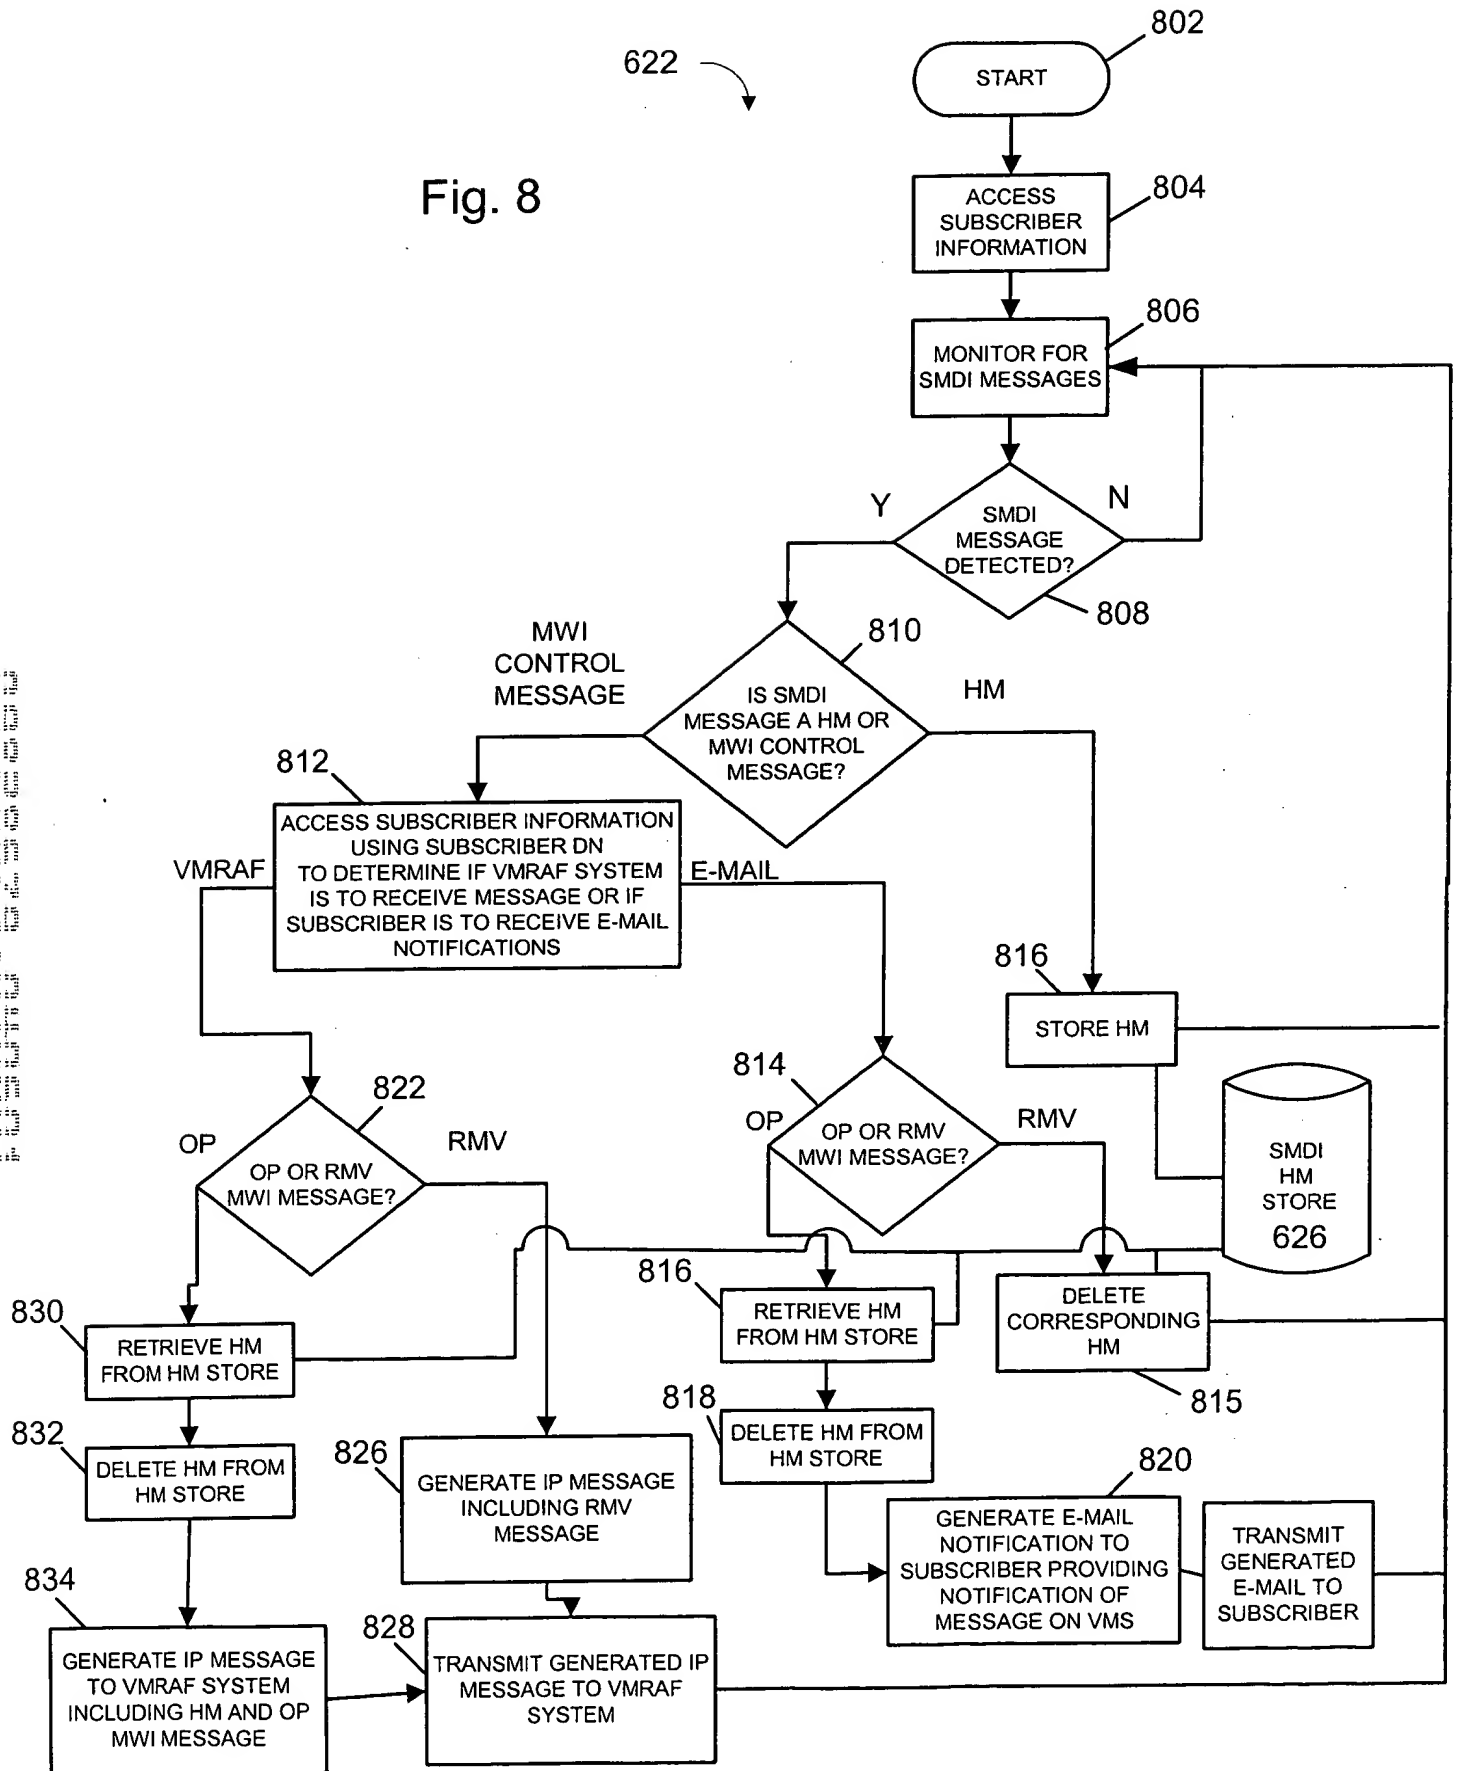 622
802
START
Fig. 8
804
ACCESS
SUBSCRIBER
INFORMATION
806
MONITOR FOR
SMDI MESSAGES
Y
N
SMDI
MESSAGE
DETECTED?
808
MWI
CONTROL
MESSAGE
810
HM
IS SMDI
MESSAGE A HM OR
MWI CONTROL
MESSAGE?
812
ACCESS SUBSCRIBER INFORMATION
USING SUBSCRIBER DN
TO DETERMINE IF VMRAF SYSTEM
IS TO RECEIVE MESSAGE OR IF
SUBSCRIBER IS TO RECEIVE E-MAIL
NOTIFICATIONS
VMRAF
E-MAIL
816
STORE HM
814
OP
RMV
OP OR RMV
MWI MESSAGE?
822
OP
RMV
OP OR RMV
MWI MESSAGE?
SMDI
HM
STORE
626
816
RETRIEVE HM
FROM HM STORE
DELETE
CORRESPONDING
HM
815
830
RETRIEVE HM
FROM HM STORE
818
DELETE HM FROM
HM STORE
832
DELETE HM FROM
HM STORE
826
GENERATE IP MESSAGE
INCLUDING RMV
MESSAGE
820
GENERATE E-MAIL
NOTIFICATION TO
SUBSCRIBER PROVIDING
NOTIFICATION OF
MESSAGE ON VMS
TRANSMIT
GENERATED
E-MAIL TO
SUBSCRIBER
834
GENERATE IP MESSAGE
TO VMRAF SYSTEM
INCLUDING HM AND OP
MWI MESSAGE
828
TRANSMIT GENERATED IP
MESSAGE TO VMRAF
SYSTEM